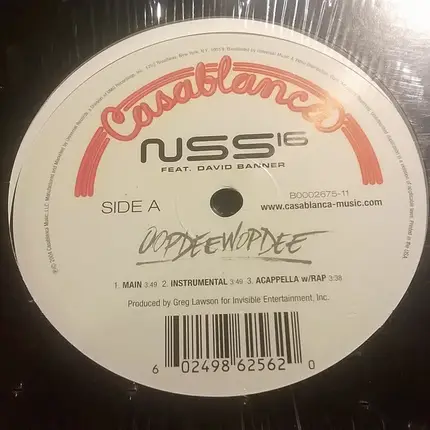 Casablanca
NSS16
FEAT. DAVID BANNER
SIDE A
B0002675-11
www.casablanca-music.com
OOPDEEWOPDEE
1. MAIN 3:49 2. INSTRUMENTAL 3:49 3. ACAPPELLA w/RAP 3:38
Produced by Greg Lawson for Invisible Entertainment, Inc.
6 02498 62562 0